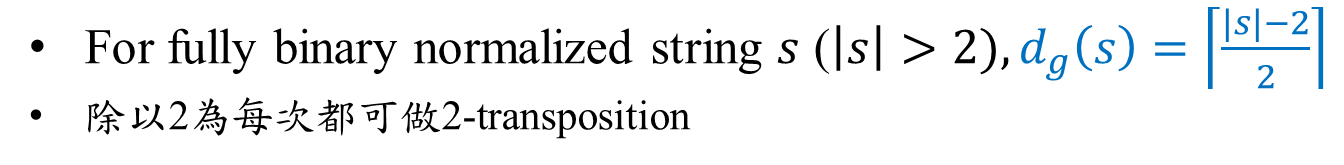 • For fully binary normalized string s (|s| > 2), d_g(s) = ⌈(|s|−2)/2⌉
• 除以2為每次都可做2-transposition